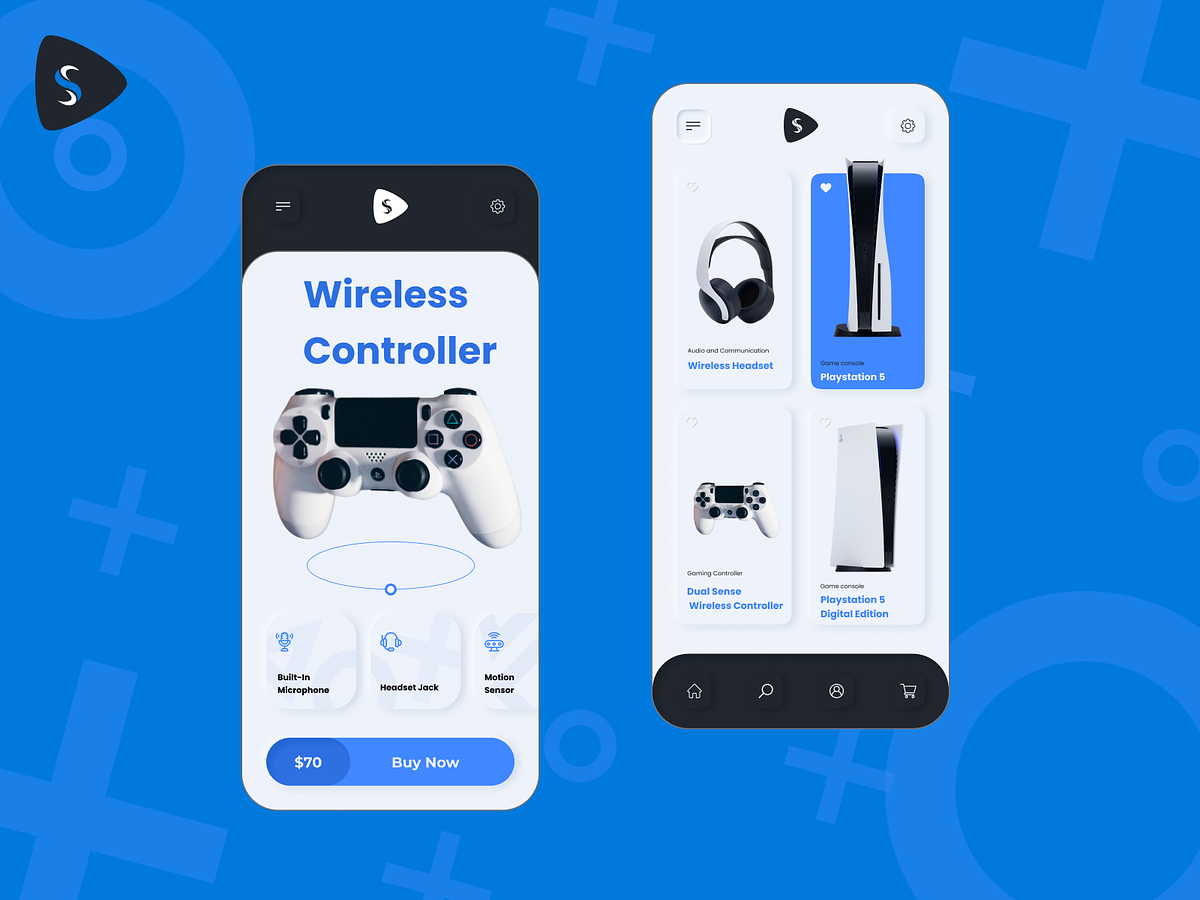 S
S
Wireless
Controller
Built-In
Microphone
Headset Jack
Motion
Sensor
$70
Buy Now
S
Audio and Communication
Wireless Headset
Game console
Playstation 5
Gaming Controller
Dual Sense
Wireless Controller
Game console
Playstation 5
Digital Edition